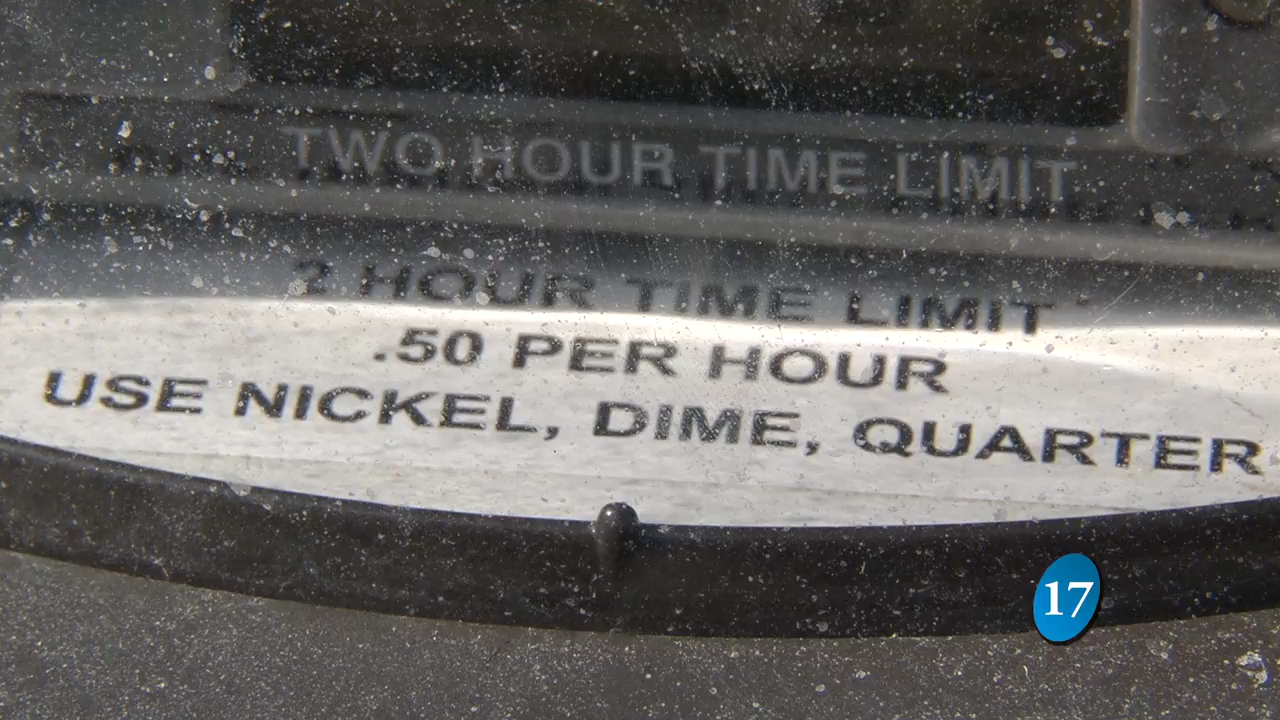 TWO HOUR TIME LIMIT
2 HOUR TIME LIMIT
.50 PER HOUR
USE NICKEL, DIME, QUARTER
17